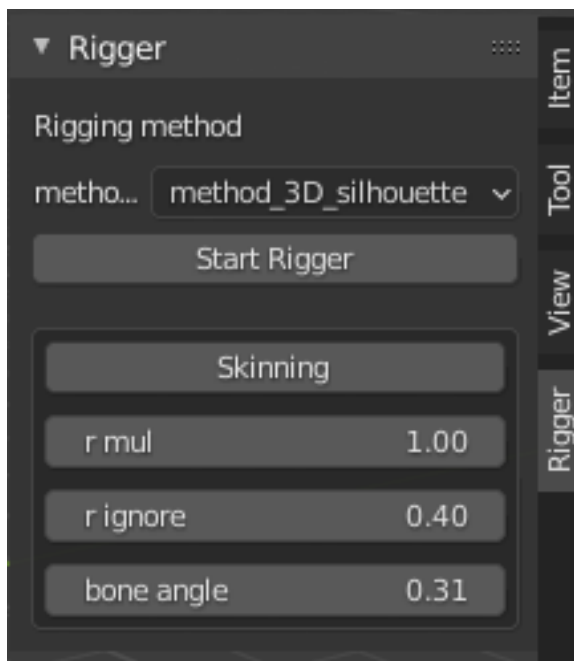 Rigger
Rigging method
metho... method_3D_silhouette
Start Rigger
Skinning
r mul 1.00
r ignore 0.40
bone angle 0.31
Item
Tool
View
Rigger